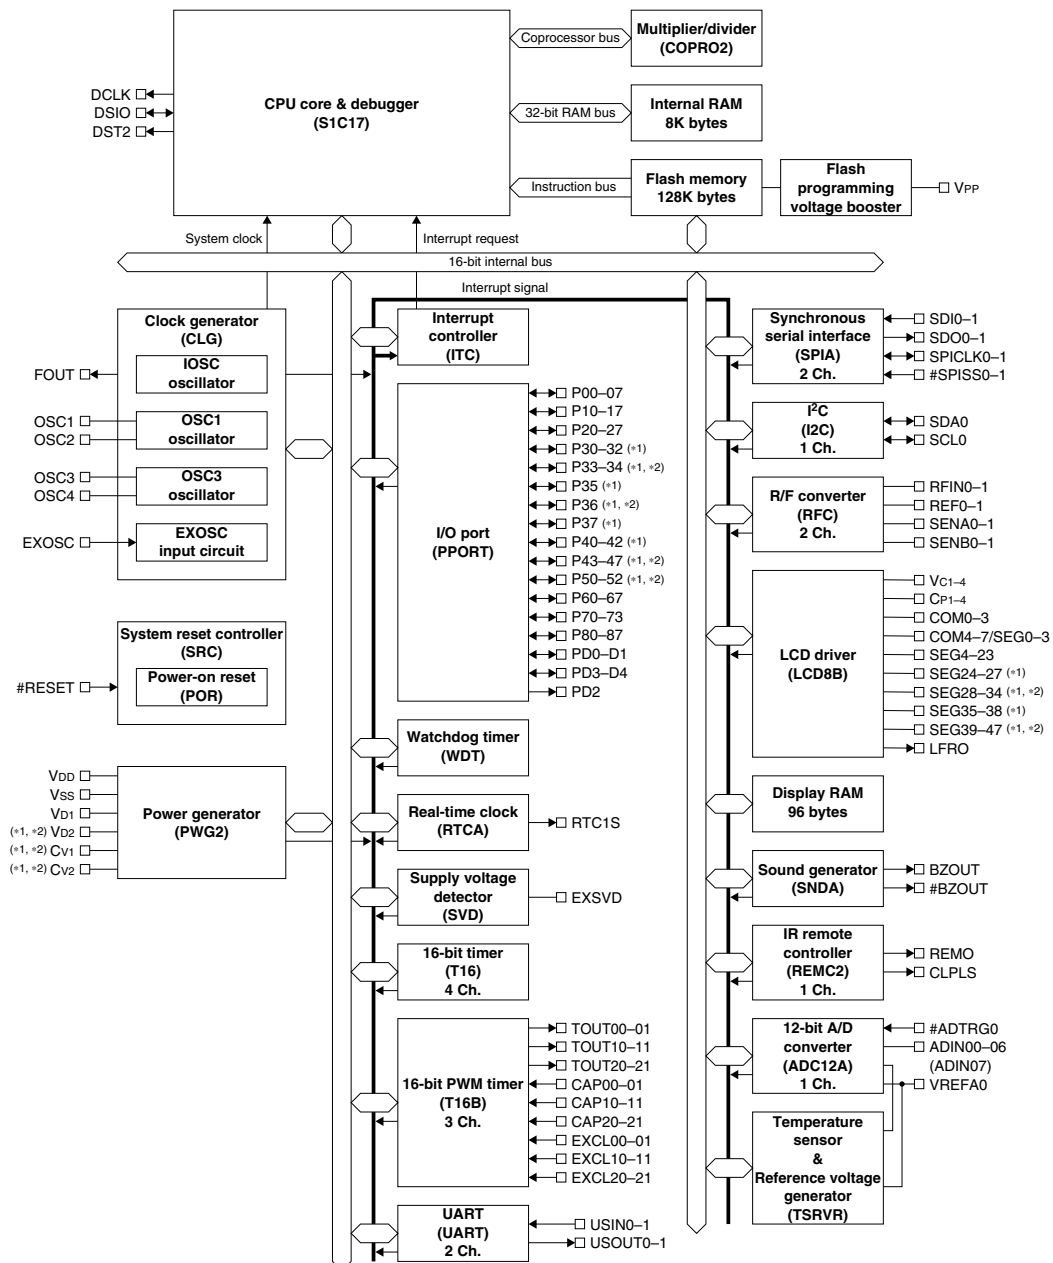 Coprocessor bus
Multiplier/divider
(COPRO2)
DCLK
DSIO
DST2
CPU core & debugger
(S1C17)
32-bit RAM bus
Internal RAM
8K bytes
Instruction bus
Flash memory
128K bytes
Flash
programming
voltage booster
VPP
System clock
Interrupt request
16-bit internal bus
Interrupt signal
Clock generator
(CLG)
IOSC
oscillator
FOUT
OSC1
OSC2
OSC1
oscillator
OSC3
OSC4
OSC3
oscillator
EXOSC
EXOSC
input circuit
System reset controller
(SRC)
#RESET
Power-on reset
(POR)
VDD
VSS
VD1
(*1, *2) VD2
(*1, *2) CV1
(*1, *2) CV2
Power generator
(PWG2)
Interrupt
controller
(ITC)
I/O port
(PPORT)
P00–07
P10–17
P20–27
P30–32 (*1)
P33–34 (*1, *2)
P35 (*1)
P36 (*1, *2)
P37 (*1)
P40–42 (*1)
P43–47 (*1, *2)
P50–52 (*1, *2)
P60–67
P70–73
P80–87
PD0–D1
PD3–D4
PD2
Watchdog timer
(WDT)
Real-time clock
(RTCA)
RTC1S
Supply voltage
detector
(SVD)
EXSVD
16-bit timer
(T16)
4 Ch.
16-bit PWM timer
(T16B)
3 Ch.
TOUT00–01
TOUT10–11
TOUT20–21
CAP00–01
CAP10–11
CAP20–21
EXCL00–01
EXCL10–11
EXCL20–21
UART
(UART)
2 Ch.
USIN0–1
USOUT0–1
Synchronous
serial interface
(SPIA)
2 Ch.
SDI0–1
SDO0–1
SPICLK0–1
#SPISS0–1
I2C
(I2C)
1 Ch.
SDA0
SCL0
R/F converter
(RFC)
2 Ch.
RFIN0–1
REF0–1
SENA0–1
SENB0–1
LCD driver
(LCD8B)
VC1–4
CP1–4
COM0–3
COM4–7/SEG0–3
SEG4–23
SEG24–27 (*1)
SEG28–34 (*1, *2)
SEG35–38 (*1)
SEG39–47 (*1, *2)
LFRO
Display RAM
96 bytes
Sound generator
(SNDA)
BZOUT
#BZOUT
IR remote
controller
(REMC2)
1 Ch.
REMO
CLPLS
12-bit A/D
converter
(ADC12A)
1 Ch.
#ADTRG0
ADIN00–06
(ADIN07)
VREFA0
Temperature
sensor
&
Reference voltage
generator
(TSRVR)